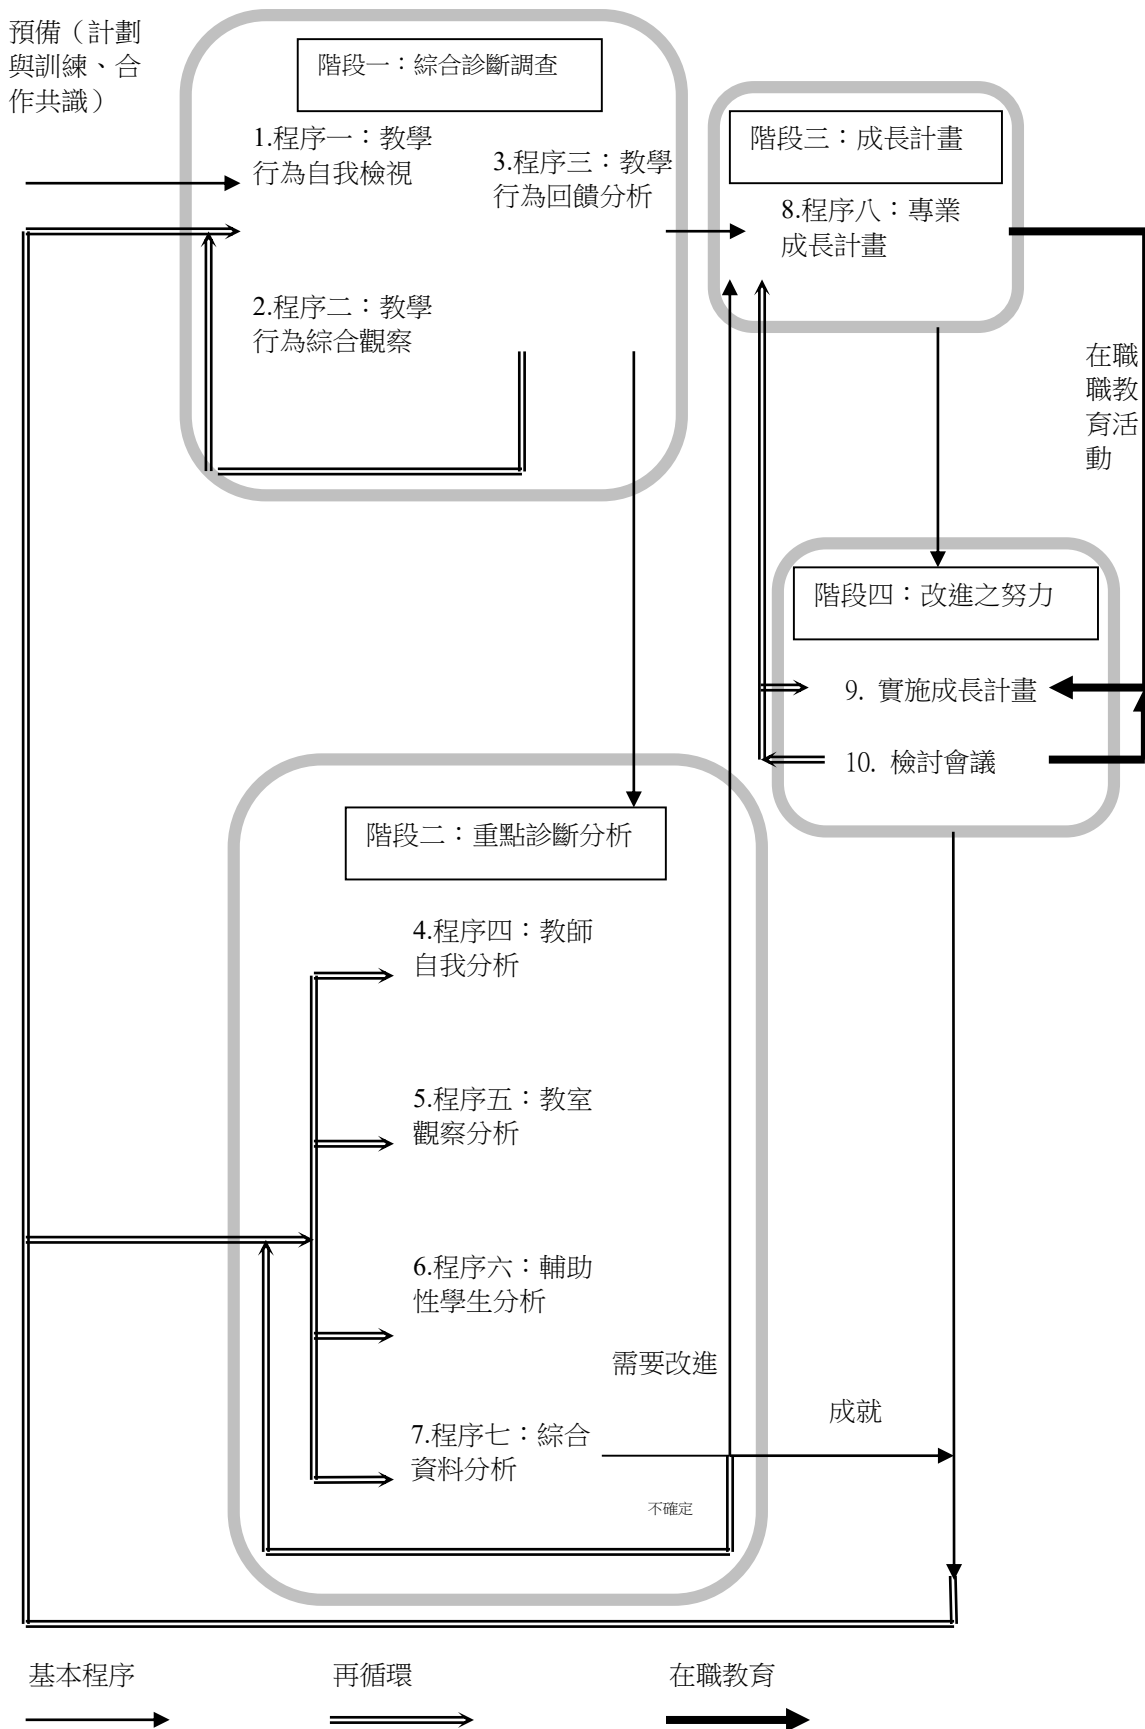 預備（計劃
與訓練、合
作共識）
階段一：綜合診斷調查
1.程序一：教學
行為自我檢視
3.程序三：教學
行為回饋分析
2.程序二：教學
行為綜合觀察
階段三：成長計畫
8.程序八：專業
成長計畫
在職
職教
育活
動
階段四：改進之努力
9. 實施成長計畫
10. 檢討會議
階段二：重點診斷分析
4.程序四：教師
自我分析
5.程序五：教室
觀察分析
6.程序六：輔助
性學生分析
需要改進
成就
7.程序七：綜合
資料分析
不確定
基本程序
再循環
在職教育